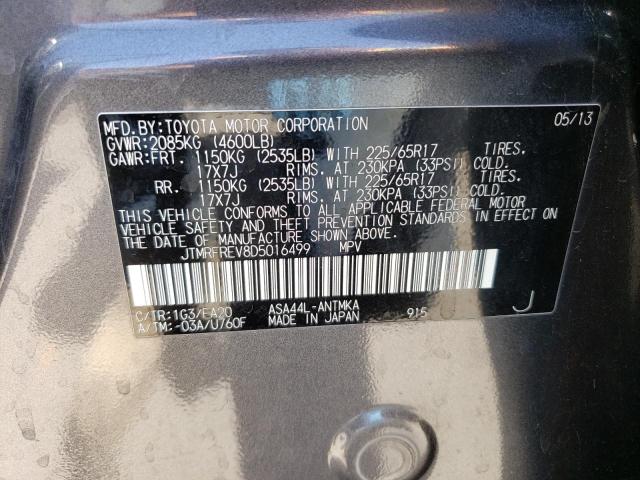 MFD.BY:TOYOTA MOTOR CORPORATION 05/13
GVWR:2085KG (4600LB)
GAWR:FRT. 1150KG (2535LB) WITH 225/65R17 TIRES.
17X7J RIMS. AT 230KPA (33PSI) COLD.
RR. 1150KG (2535LB) WITH 225/65R17 TIRES.
17X7J RIMS. AT 230KPA (33PSI) COLD.
THIS VEHICLE CONFORMS TO ALL APPLICABLE FEDERAL MOTOR
VEHICLE SAFETY AND THEFT PREVENTION STANDARDS IN EFFECT ON
THE DATE OF MANUFACTURE SHOWN ABOVE.
JTMRFREV8D5016499 MPV
C/TR:1G3/EA20 ASA44L-ANTMKA 915
A/TM:-03A/U760F MADE IN JAPAN J